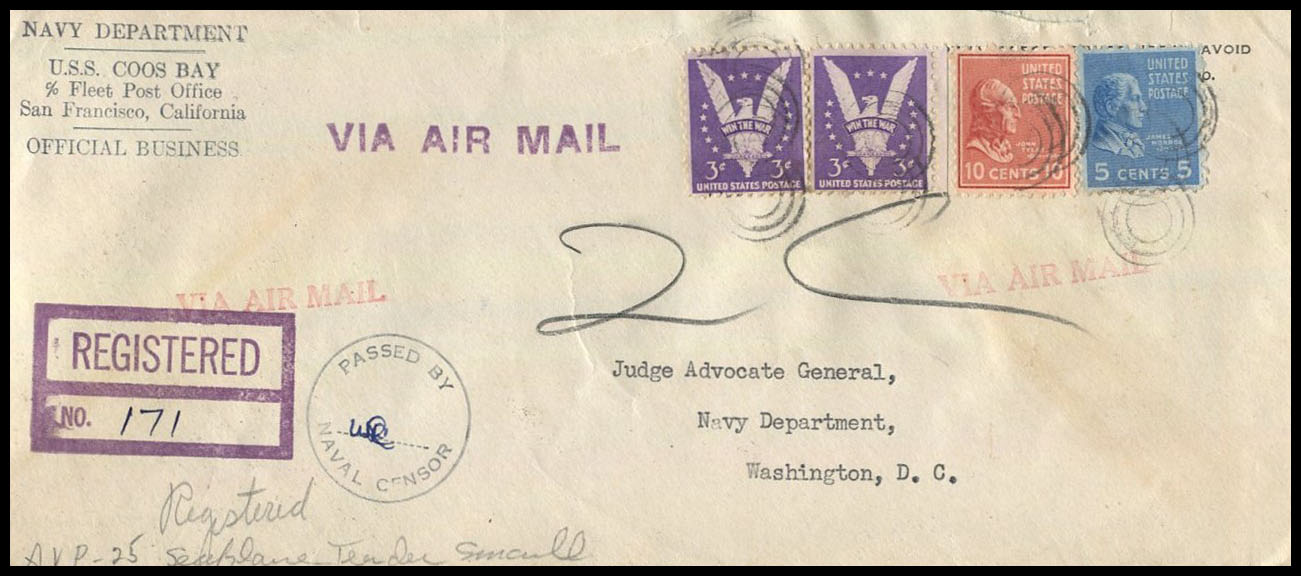 NAVY DEPARTMENT
U.S.S. COOS BAY
% Fleet Post Office
San Francisco, California
OFFICIAL BUSINESS
VIA AIR MAIL
WIN THE WAR
3¢ 3¢
UNITED STATES POSTAGE
WIN THE WAR
3¢ 3¢
UNITED STATES POSTAGE
UNITED
STATES
POSTAGE
JOHN
10 CENTS 10
UNITED
STATES
POSTAGE
JAMES
MONROE
5 CENTS 5
AVOID
VIA AIR MAIL
VIA AIR MAIL
REGISTERED
NO. 171
PASSED BY
NAVAL CENSOR
Judge Advocate General,
Navy Department,
Washington, D. C.
Registered
AVP-25 Seaplane Tender Small